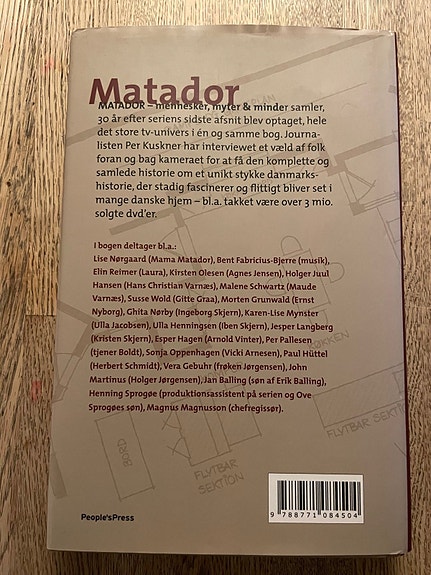 Matador
MATADOR – mennesker, myter & minder samler,
30 år efter seriens sidste afsnit blev optaget, hele
det store tv-univers i én og samme bog. Journa-
listen Per Kuskner har interviewet et væld af folk
foran og bag kameraet for at få den komplette og
samlede historie om et unikt stykke danmarks-
historie, der stadig fascinerer og flittigt bliver set i
mange danske hjem – bl.a. takket være over 3 mio.
solgte dvd'er.
I bogen deltager bl.a.:
Lise Nørgaard (Mama Matador), Bent Fabricius-Bjerre (musik),
Elin Reimer (Laura), Kirsten Olesen (Agnes Jensen), Holger Juul
Hansen (Hans Christian Varnæs), Malene Schwartz (Maude
Varnæs), Susse Wold (Gitte Graa), Morten Grunwald (Ernst
Nyborg), Ghita Nørby (Ingeborg Skjern), Karen-Lise Mynster
(Ulla Jacobsen), Ulla Henningsen (Iben Skjern), Jesper Langberg
(Kristen Skjern), Esper Hagen (Arnold Vinter), Per Pallesen
(tjener Boldt), Sonja Oppenhagen (Vicki Arnesen), Paul Hüttel
(Herbert Schmidt), Vera Gebuhr (frøken Jørgensen), John
Martinus (Holger Jørgensen),Jan Balling (søn af Erik Balling),
Henning Sprogøe (produktionsassistent på serien og Ove
Sprogøes søn), Magnus Magnusson (chefregissør).
BORD
FLYTBAR
SEKTION
FLYTBAR SEKTION
People'sPress
9 788771 084504